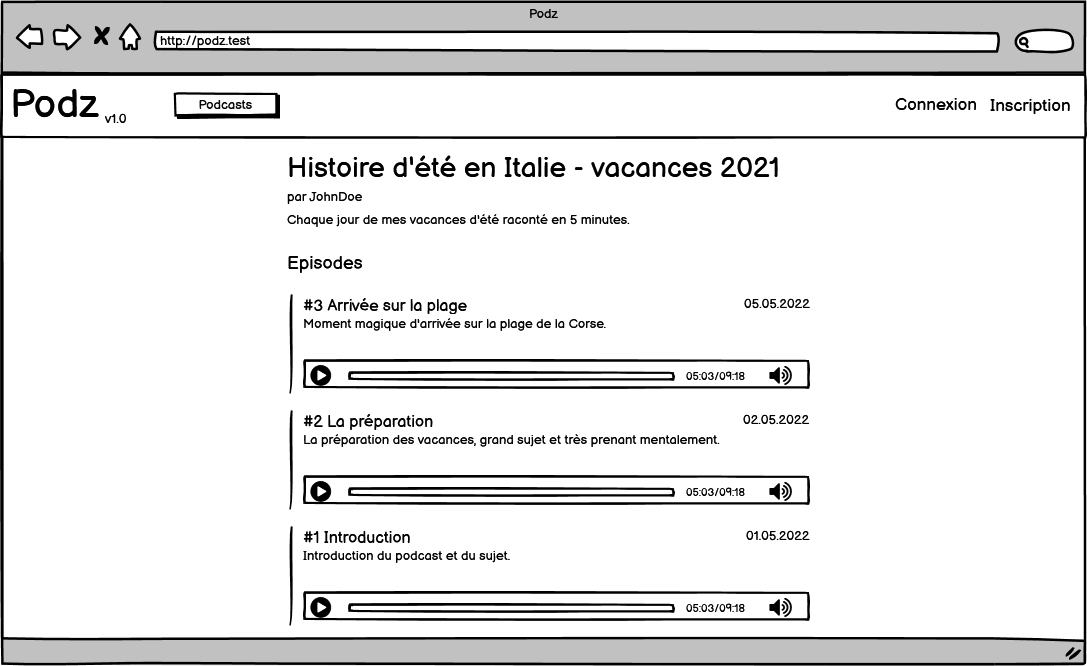 Podz
http://podz.test
Podz v1.0
Podcasts
Connexion Inscription
Histoire d'été en Italie - vacances 2021
par JohnDoe
Chaque jour de mes vacances d'été raconté en 5 minutes.
Episodes
#3 Arrivée sur la plage 05.05.2022
Moment magique d'arrivée sur la plage de la Corse.
05:03/09:18
#2 La préparation 02.05.2022
La préparation des vacances, grand sujet et très prenant mentalement.
05:03/09:18
#1 Introduction 01.05.2022
Introduction du podcast et du sujet.
05:03/09:18